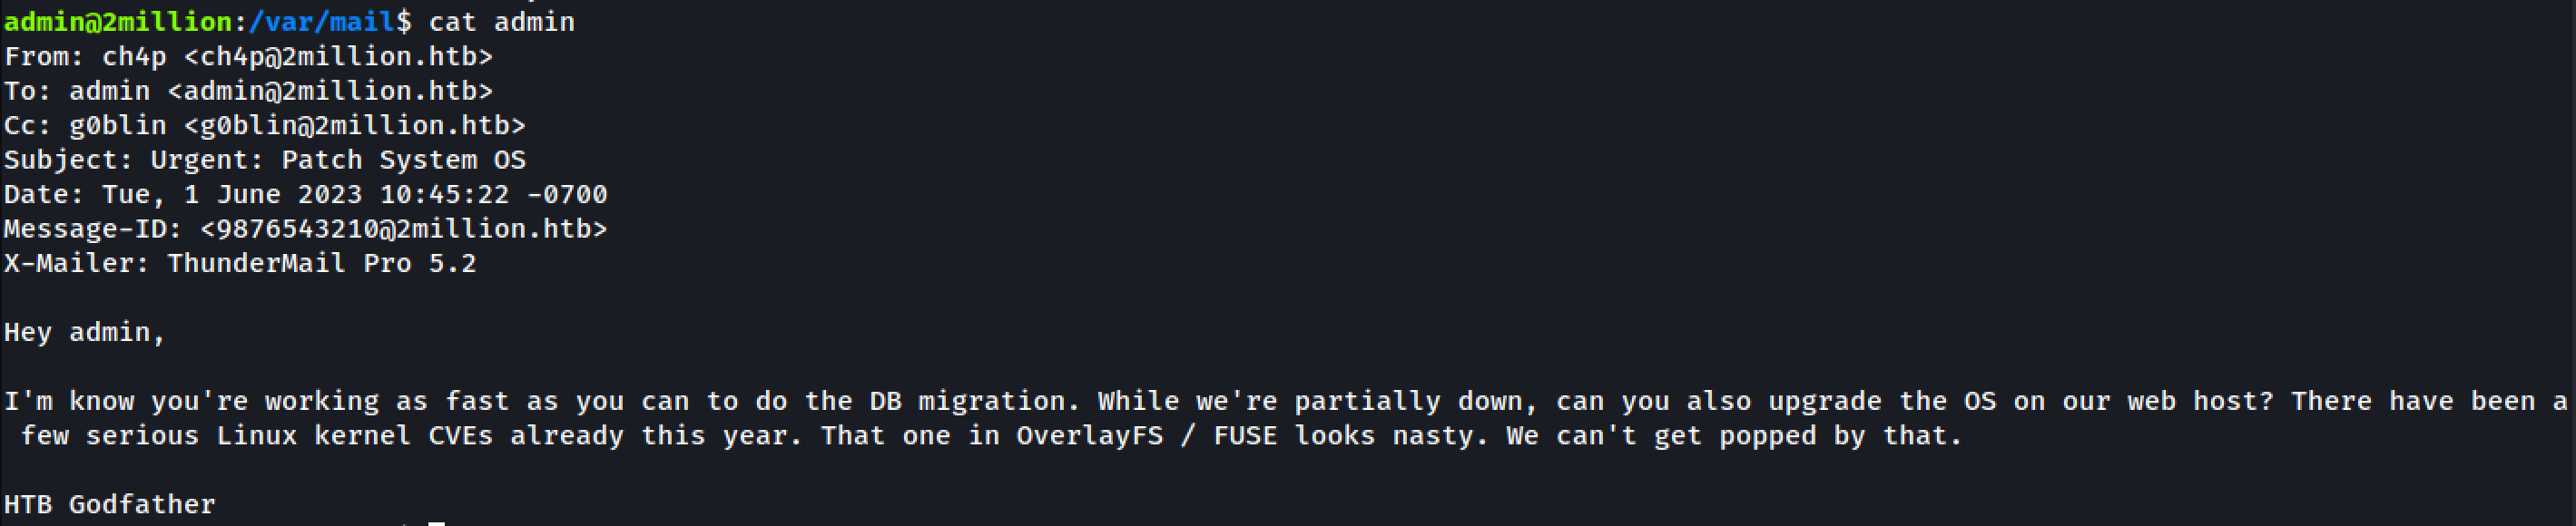 admin@2million:/var/mail$ cat admin
From: ch4p <ch4p@2million.htb>
To: admin <admin@2million.htb>
Cc: g0blin <g0blin@2million.htb>
Subject: Urgent: Patch System OS
Date: Tue, 1 June 2023 10:45:22 -0700
Message-ID: <9876543210@2million.htb>
X-Mailer: ThunderMail Pro 5.2
Hey admin,
I'm know you're working as fast as you can to do the DB migration. While we're partially down, can you also upgrade the OS on our web host? There have been a
few serious Linux kernel CVEs already this year. That one in OverlayFS / FUSE looks nasty. We can't get popped by that.
HTB Godfather